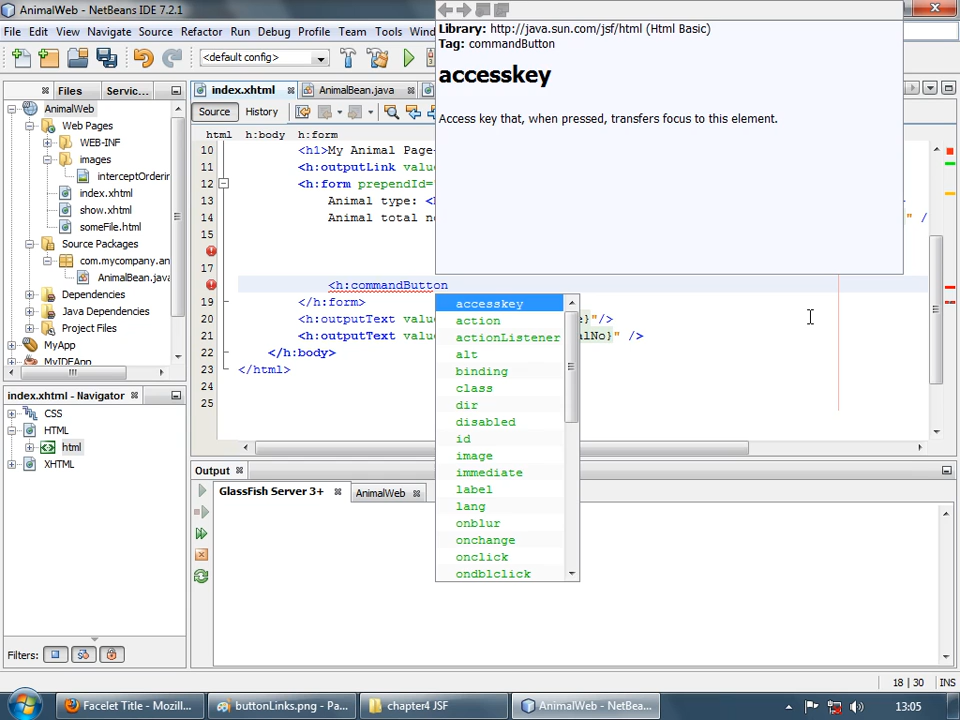 AnimalWeb - NetBeans IDE 7.2.1
File Edit View Navigate Source Refactor Run Debug Profile Team Tools
<default config>
Files Servic...
index.xhtml AnimalBean.java
Source History
html h:body h:form
AnimalWeb
Web Pages
WEB-INF
images
interceptOrderin
index.xhtml
show.xhtml
someFile.html
Source Packages
com.mycompany.an
AnimalBean.java
Dependencies
Java Dependencies
Project Files
MyApp
MyIDEApp
10 <h1>My Animal Page
11 <h:outputLink valu
12 <h:form prependId=
13 Animal type: <
14 Animal total no " /
15
17
<h:commandButton
19 </h:form>
20 <h:outputText valu e}"/>
21 <h:outputText valu alNo}" />
22 </h:body>
23 </html>
24
25
Library: http://java.sun.com/jsf/html (Html Basic)
Tag: commandButton
accesskey
Access key that, when pressed, transfers focus to this element.
accesskey
action
actionListener
alt
binding
class
dir
disabled
id
image
immediate
label
lang
onblur
onchange
onclick
ondblclick
index.xhtml - Navigator
CSS
HTML
html
XHTML
Filters:
Output
GlassFish Server 3+ AnimalWeb
18 | 30 INS
Facelet Title - Mozill...
buttonLinks.png - Pa...
chapter4 JSF
AnimalWeb - NetBea...
13:05